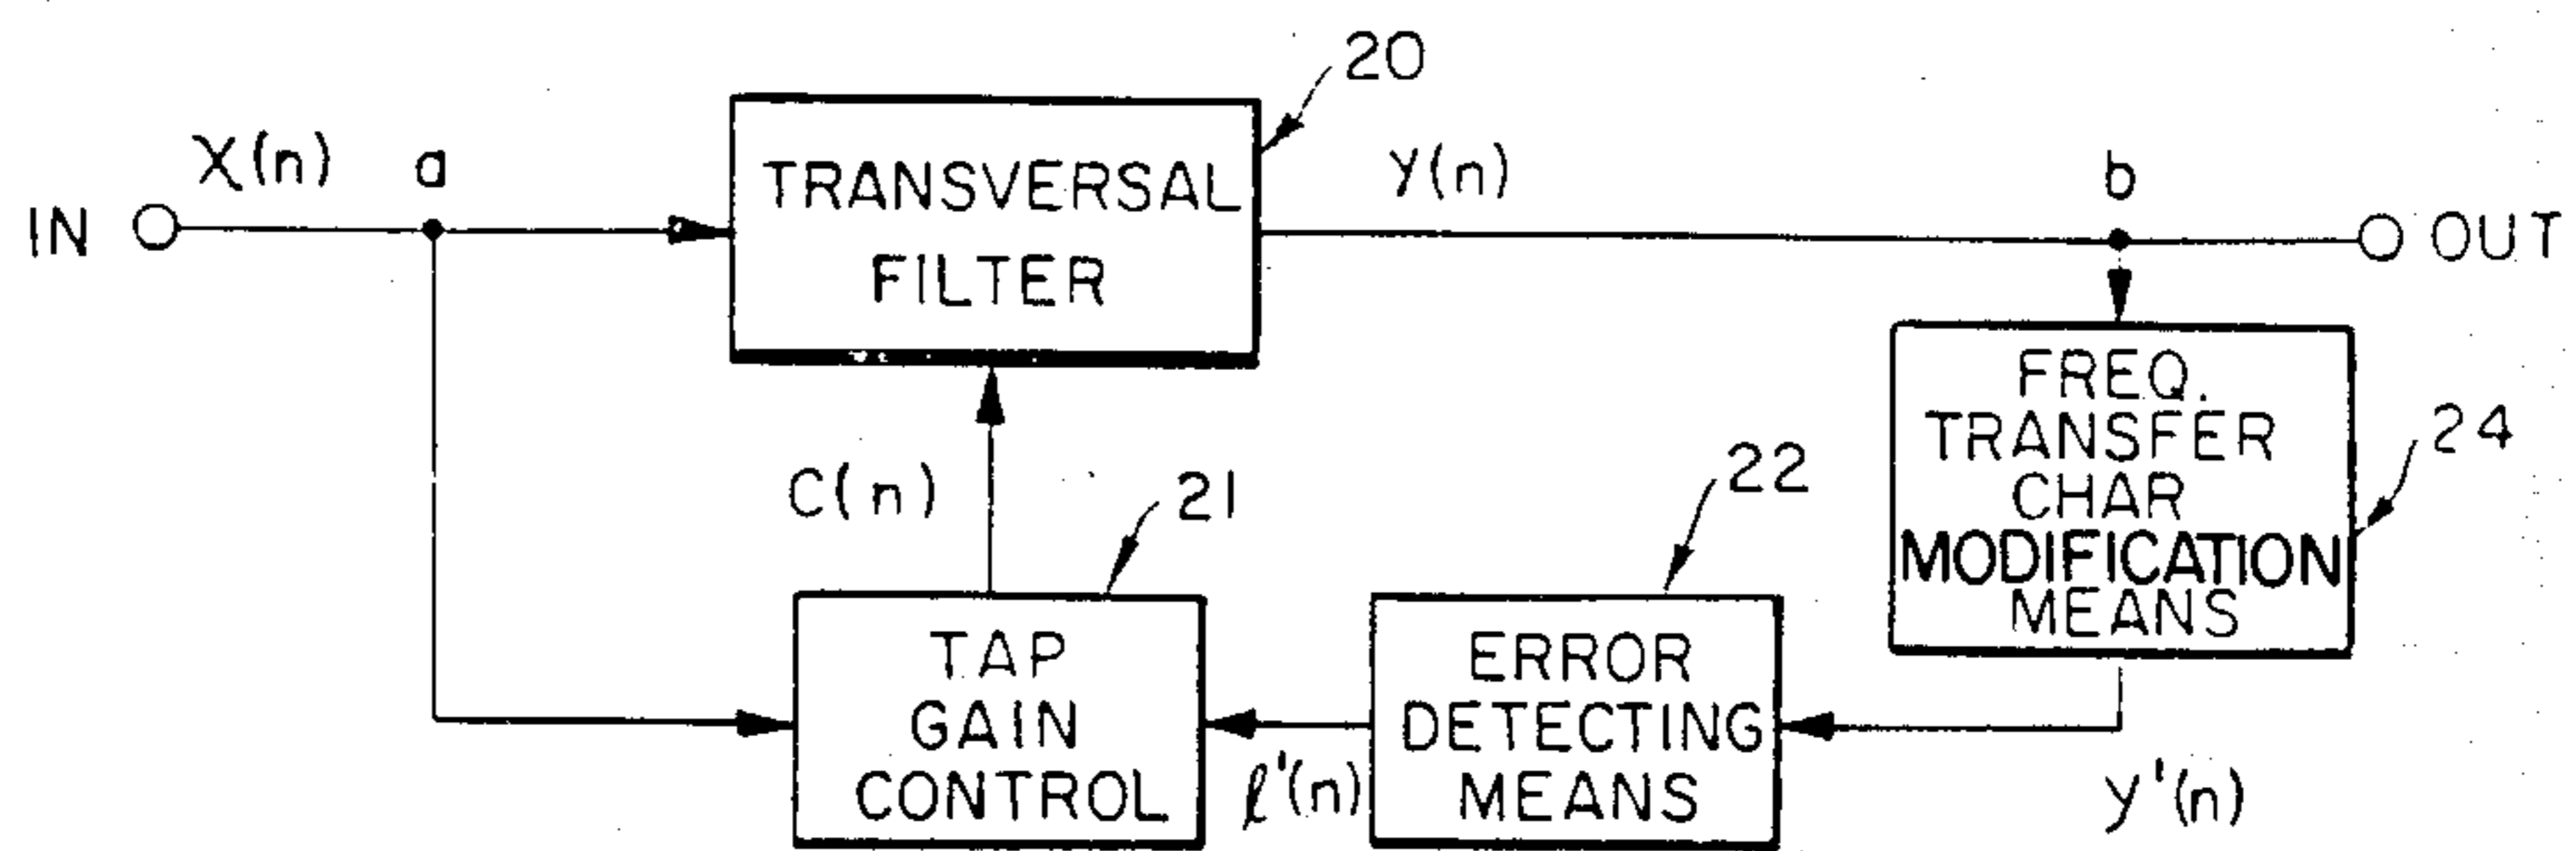 20
X(n)
a
TRANSVERSAL
FILTER
y(n)
b
IN
OUT
FREQ.
TRANSFER
CHAR
MODIFICATION
MEANS
24
C(n)
21
22
TAP
GAIN
CONTROL
ERROR
DETECTING
MEANS
ℓ'(n)
y'(n)